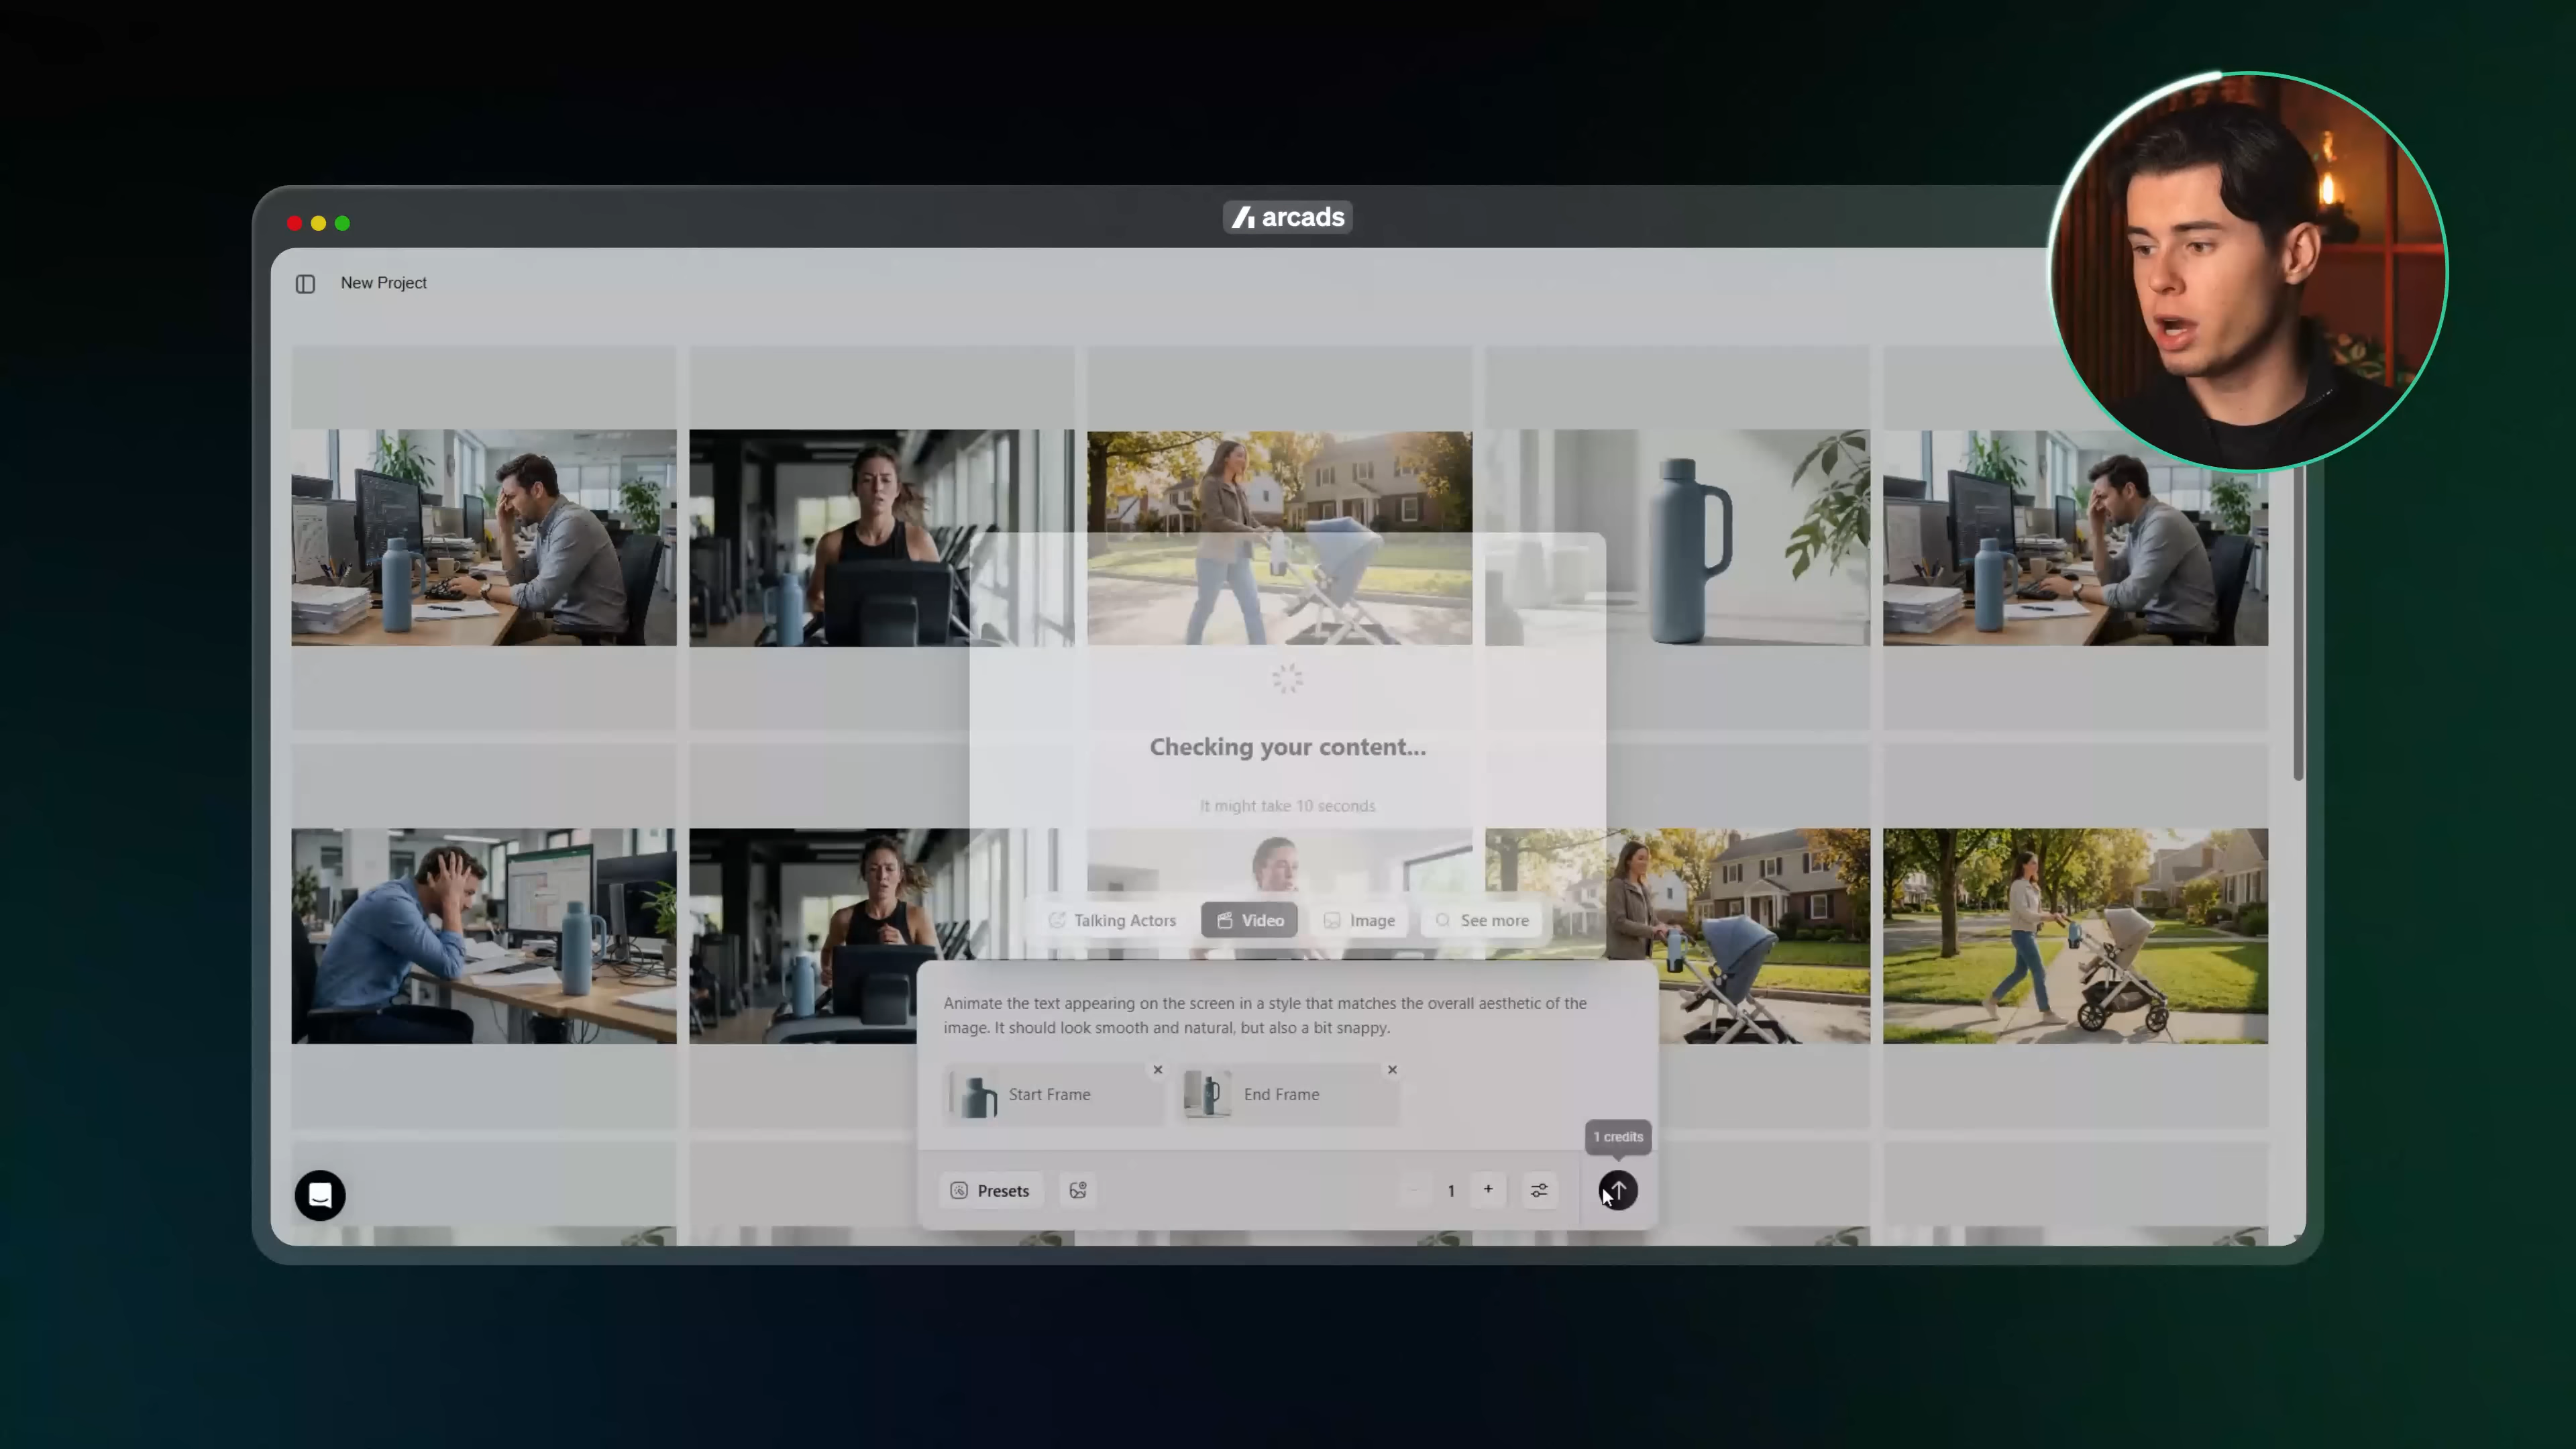 arcads
New Project
Checking your content...
It might take 10 seconds
Talking Actors
Video
Image
See more
Animate the text appearing on the screen in a style that matches the overall aesthetic of the
image. It should look smooth and natural, but also a bit snappy.
Start Frame
End Frame
1 credits
Presets
1